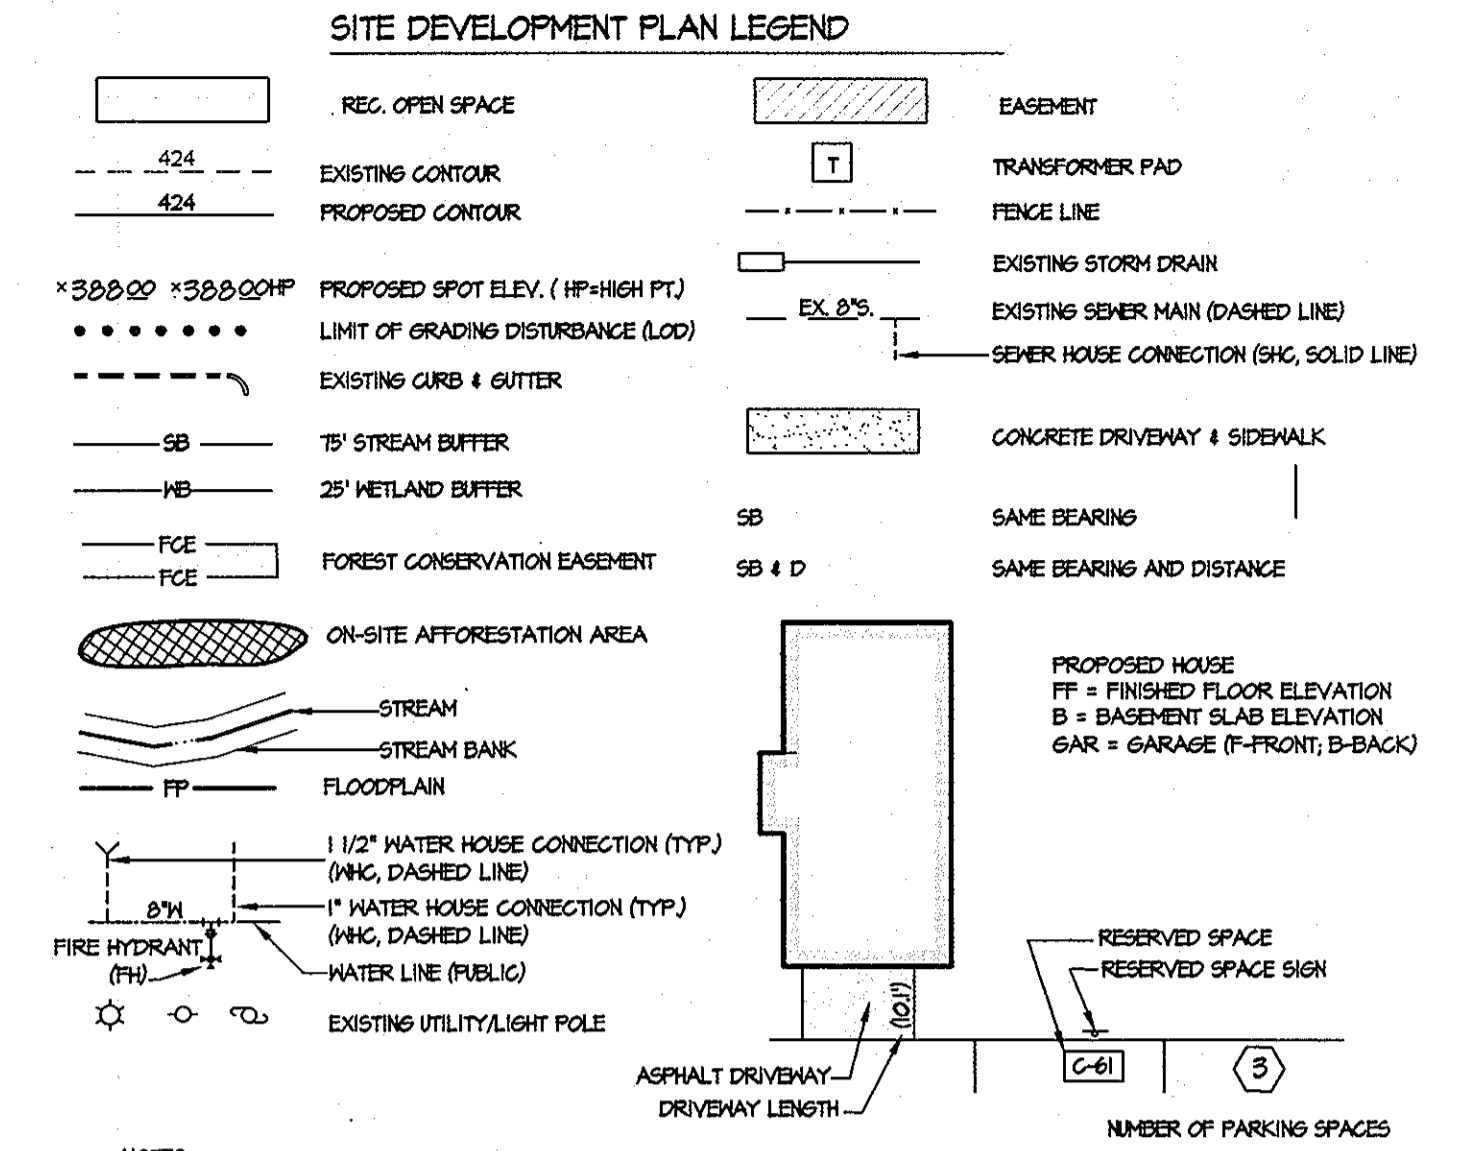 SITE DEVELOPMENT PLAN LEGEND
REC. OPEN SPACE
424
EXISTING CONTOUR
424
PROPOSED CONTOUR
×38800 ×38800HP
PROPOSED SPOT ELEV. ( HP=HIGH PT.)
LIMIT OF GRADING DISTURBANCE (LOD)
EXISTING CURB & GUTTER
SB
75' STREAM BUFFER
WB
25' WETLAND BUFFER
FCE
FCE
FOREST CONSERVATION EASEMENT
ON-SITE AFFORESTATION AREA
STREAM
STREAM BANK
FP
FLOODPLAIN
1 1/2" WATER HOUSE CONNECTION (TYP.)
(WHC, DASHED LINE)
8"W
1" WATER HOUSE CONNECTION (TYP.)
(WHC, DASHED LINE)
FIRE HYDRANT
(FH)
WATER LINE (PUBLIC)
EXISTING UTILITY/LIGHT POLE
EASEMENT
T
TRANSFORMER PAD
FENCE LINE
EXISTING STORM DRAIN
EX. 8"S.
EXISTING SEWER MAIN (DASHED LINE)
SEWER HOUSE CONNECTION (SHC, SOLID LINE)
CONCRETE DRIVEWAY & SIDEWALK
SB
SAME BEARING
SB & D
SAME BEARING AND DISTANCE
PROPOSED HOUSE
FF = FINISHED FLOOR ELEVATION
B = BASEMENT SLAB ELEVATION
GAR = GARAGE (F-FRONT; B-BACK)
RESERVED SPACE
RESERVED SPACE SIGN
(10.1')
C-61
3
ASPHALT DRIVEWAY
DRIVEWAY LENGTH
NUMBER OF PARKING SPACES